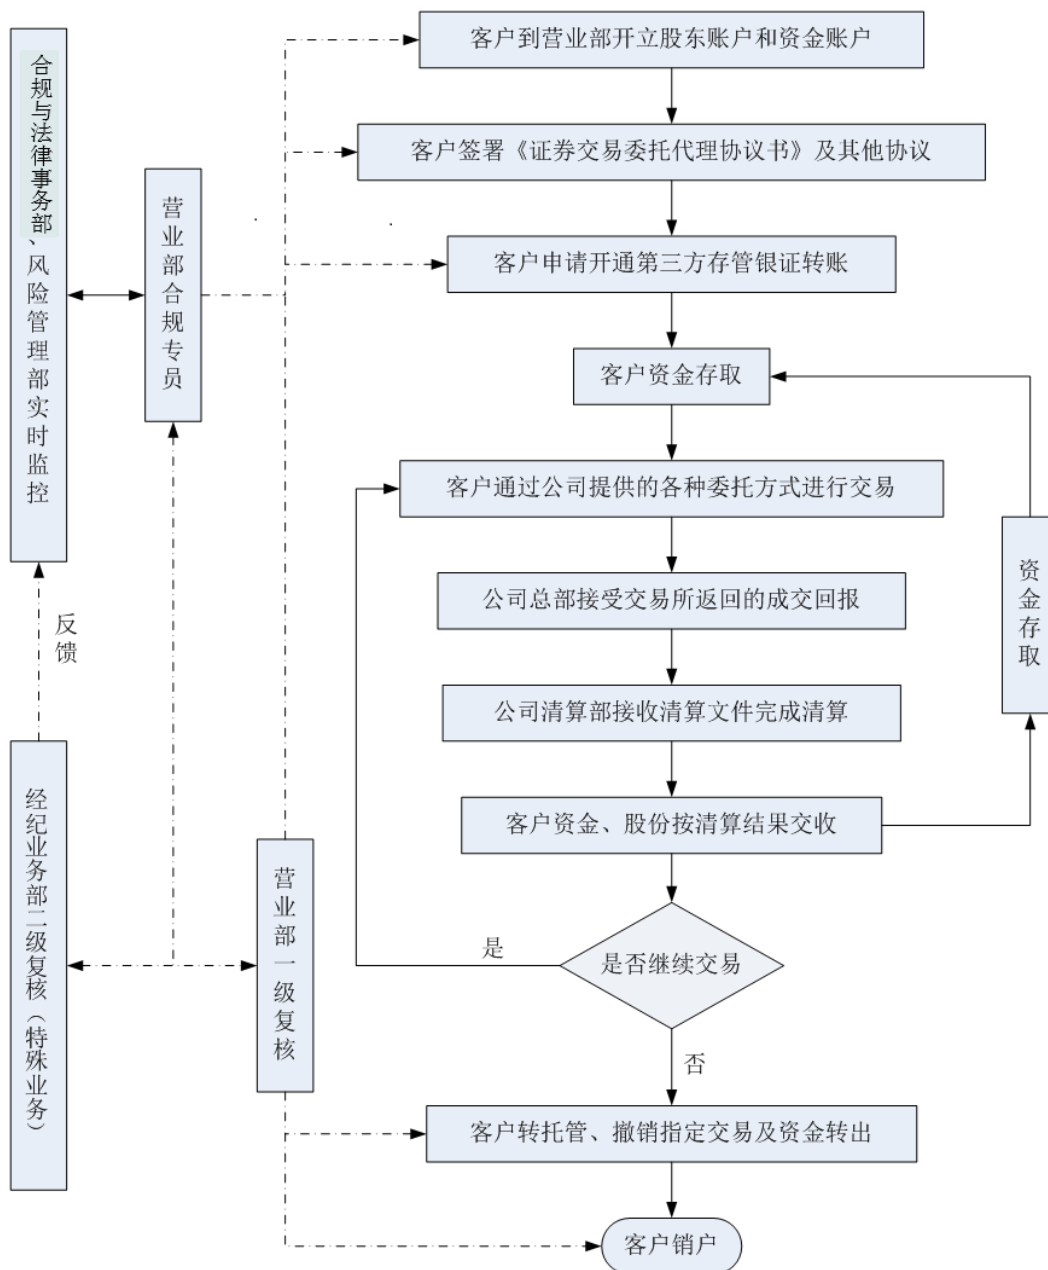 客户到营业部开立股东账户和资金账户
客户签署《证券交易委托代理协议书》及其他协议
客户申请开通第三方存管银证转账
客户资金存取
客户通过公司提供的各种委托方式进行交易
公司总部接受交易所返回的成交回报
公司清算部接收清算文件完成清算
客户资金、股份按清算结果交收
是否继续交易
是
否
客户转托管、撤销指定交易及资金转出
客户销户
资金存取
合规与法律事务部、风险管理部实时监控
营业部合规专员
反馈
经纪业务部二级复核（特殊业务）
营业部一级复核